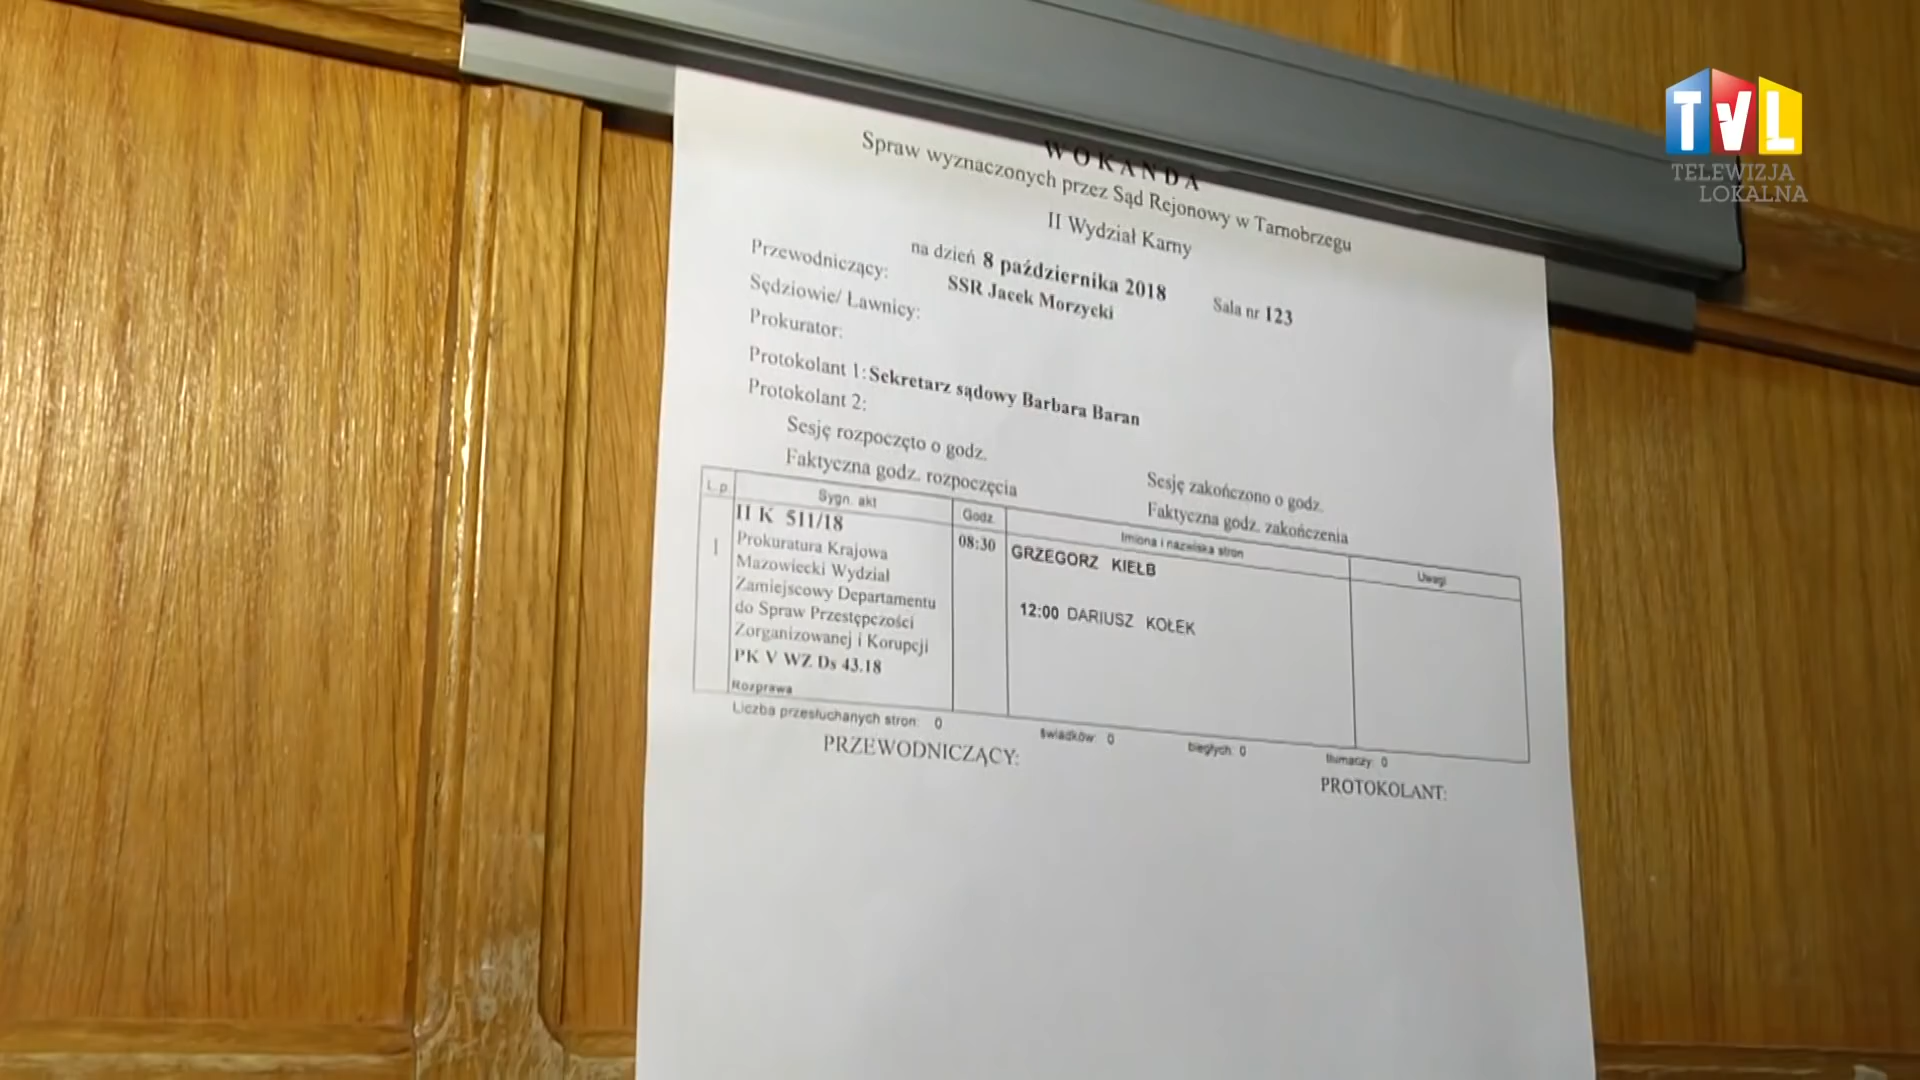 WOKANDA
Spraw wyznaczonych przez Sąd Rejonowy w Tarnobrzegu
II Wydział Karny
na dzień 8 października 2018 Sala nr 123
Przewodniczący: SSR Jacek Morzycki
Sędziowie/ Ławnicy:
Prokurator:
Protokolant 1: Sekretarz sądowy Barbara Baran
Protokolant 2:
Sesję rozpoczęto o godz. Sesję zakończono o godz.
Faktyczna godz. rozpoczęcia Faktyczna godz. zakończenia
L.p. Sygn. akt Godz. Imiona i nazwiska stron Uwagi
1 II K 511/18 08:30 GRZEGORZ KIEŁB
Prokuratura Krajowa
Mazowiecki Wydział
Zamiejscowy Departamentu 12:00 DARIUSZ KOŁEK
do Spraw Przestępczości
Zorganizowanej i Korupcji
PK V WZ Ds 43.18
Rozprawa
Liczba przesłuchanych stron: 0 świadków: 0 biegłych: 0 tłumaczy: 0
PRZEWODNICZĄCY: PROTOKOLANT:
TVL
TELEWIZJA
LOKALNA